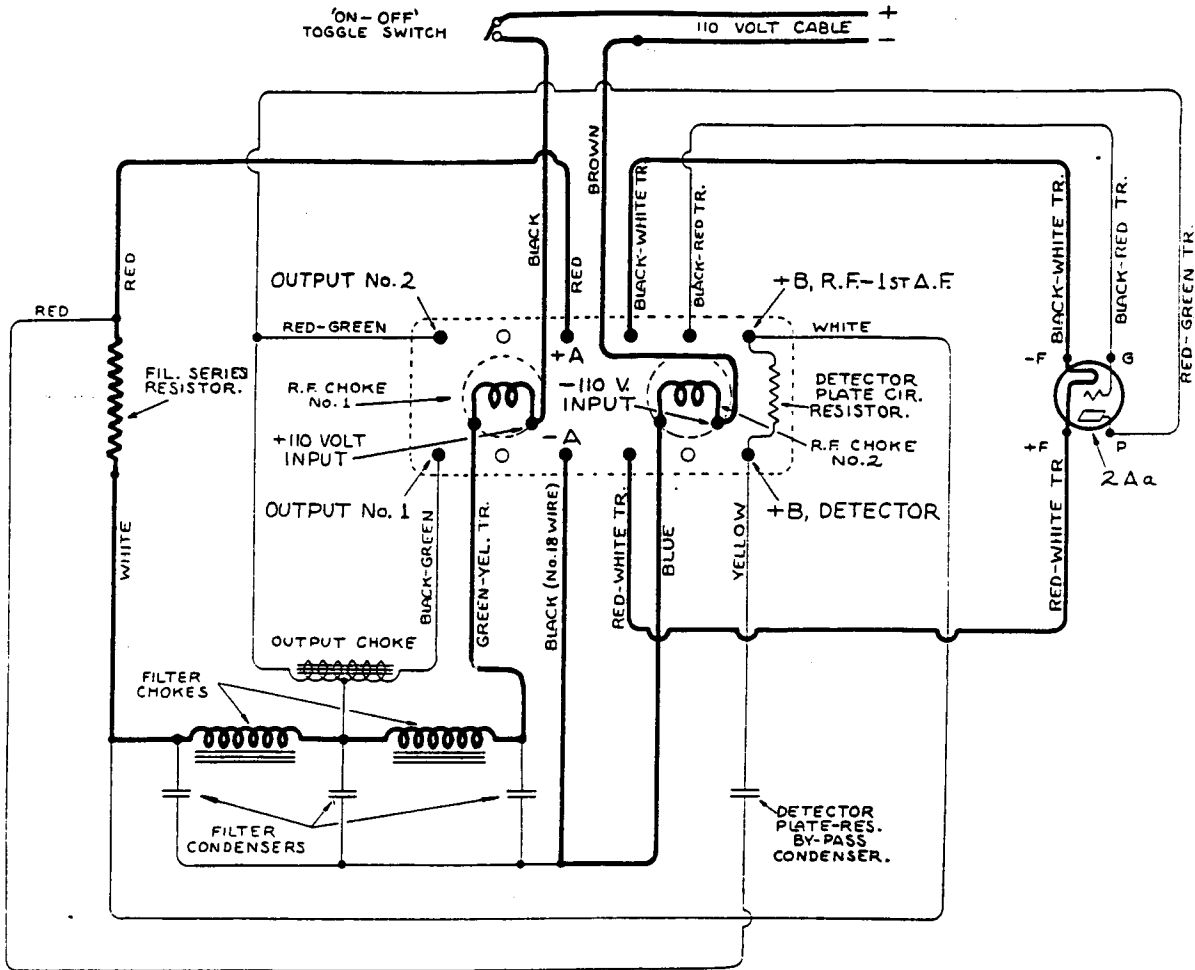 'ON-OFF'
TOGGLE SWITCH
110 VOLT CABLE
+
−
BLACK
BROWN
RED
RED
RED
BLACK-WHITE TR.
BLACK-RED TR.
BLACK-WHITE TR.
BLACK-RED TR.
RED-GREEN TR.
OUTPUT No. 2
+B, R.F.-1ST A.F.
RED-GREEN
WHITE
+A
FIL. SERIES
RESISTOR.
R.F. CHOKE
No. 1
-110 V.
INPUT
DETECTOR
PLATE CIR.
RESISTOR.
-F
G
+F
P
2 A a
+110 VOLT
INPUT
-A
R.F. CHOKE
NO.2
OUTPUT No. 1
+B, DETECTOR
WHITE
BLACK-GREEN
GREEN-YEL. TR.
BLACK (No. 18 WIRE)
RED-WHITE TR.
BLUE
YELLOW
RED-WHITE TR
OUTPUT CHOKE
FILTER
CHOKES
FILTER
CONDENSERS
DETECTOR
PLATE-RES.
BY-PASS
CONDENSER.